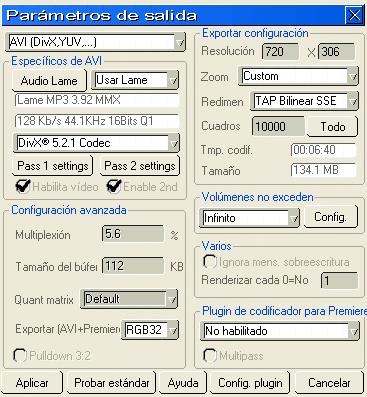 Parámetros de salida
AVI (DivX,YUV,...)
Específicos de AVI
Audio Lame
Usar Lame
Lame MP3 3.92 MMX
128 Kb/s 44.1KHz 16Bits Q1
DivX® 5.2.1 Codec
Pass 1 settings
Pass 2 settings
Habilita vídeo
Enable 2nd
Configuración avanzada
Multiplexión
5.6
%
Tamaño del búfer
112
KB
Quant matrix
Default
Exportar (AVI+Premiere
RGB32
Pulldown 3:2
Exportar configuración
Resolución
720
X
306
Zoom
Custom
Redimen
TAP Bilinear SSE
Cuadros
10000
Todo
Tmp. codif.
00:06:40
Tamaño
134.1 MB
Volúmenes no exceden
Infinito
Config.
Varios
Ignora mens. sobreescritura
Renderizar cada 0=No
1
Plugin de codificador para Premiere
No habilitado
Multipass
Aplicar
Probar estándar
Ayuda
Config. plugin
Cancelar